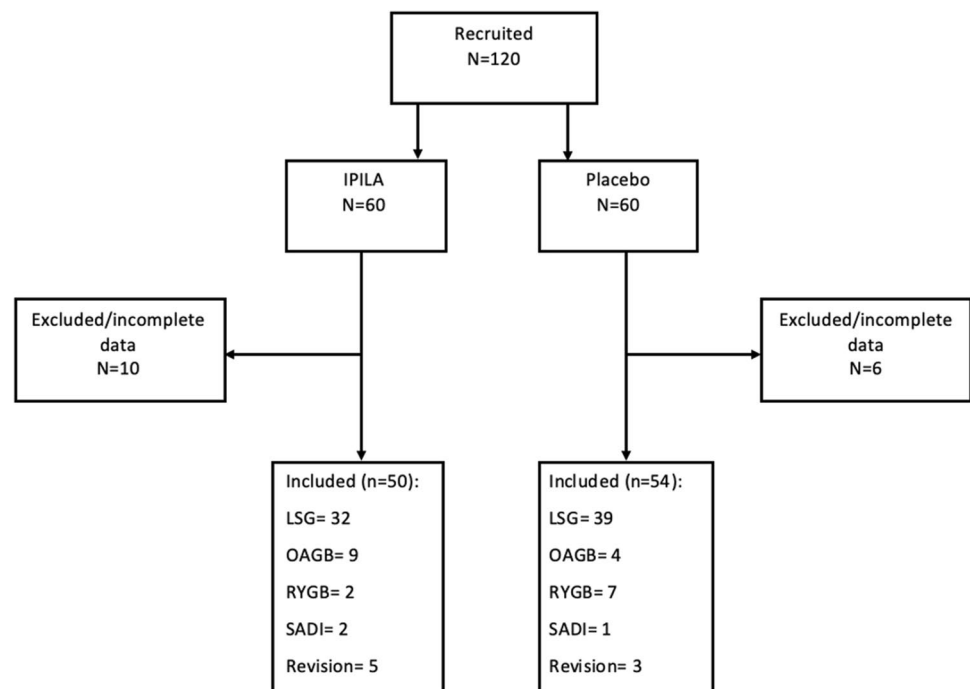 Recruited
N=120
IPILA
N=60
Placebo
N=60
Excluded/incomplete
data
N=10
Excluded/incomplete
data
N=6
Included (n=50):
LSG= 32
OAGB= 9
RYGB= 2
SADI= 2
Revision= 5
Included (n=54):
LSG= 39
OAGB= 4
RYGB= 7
SADI= 1
Revision= 3